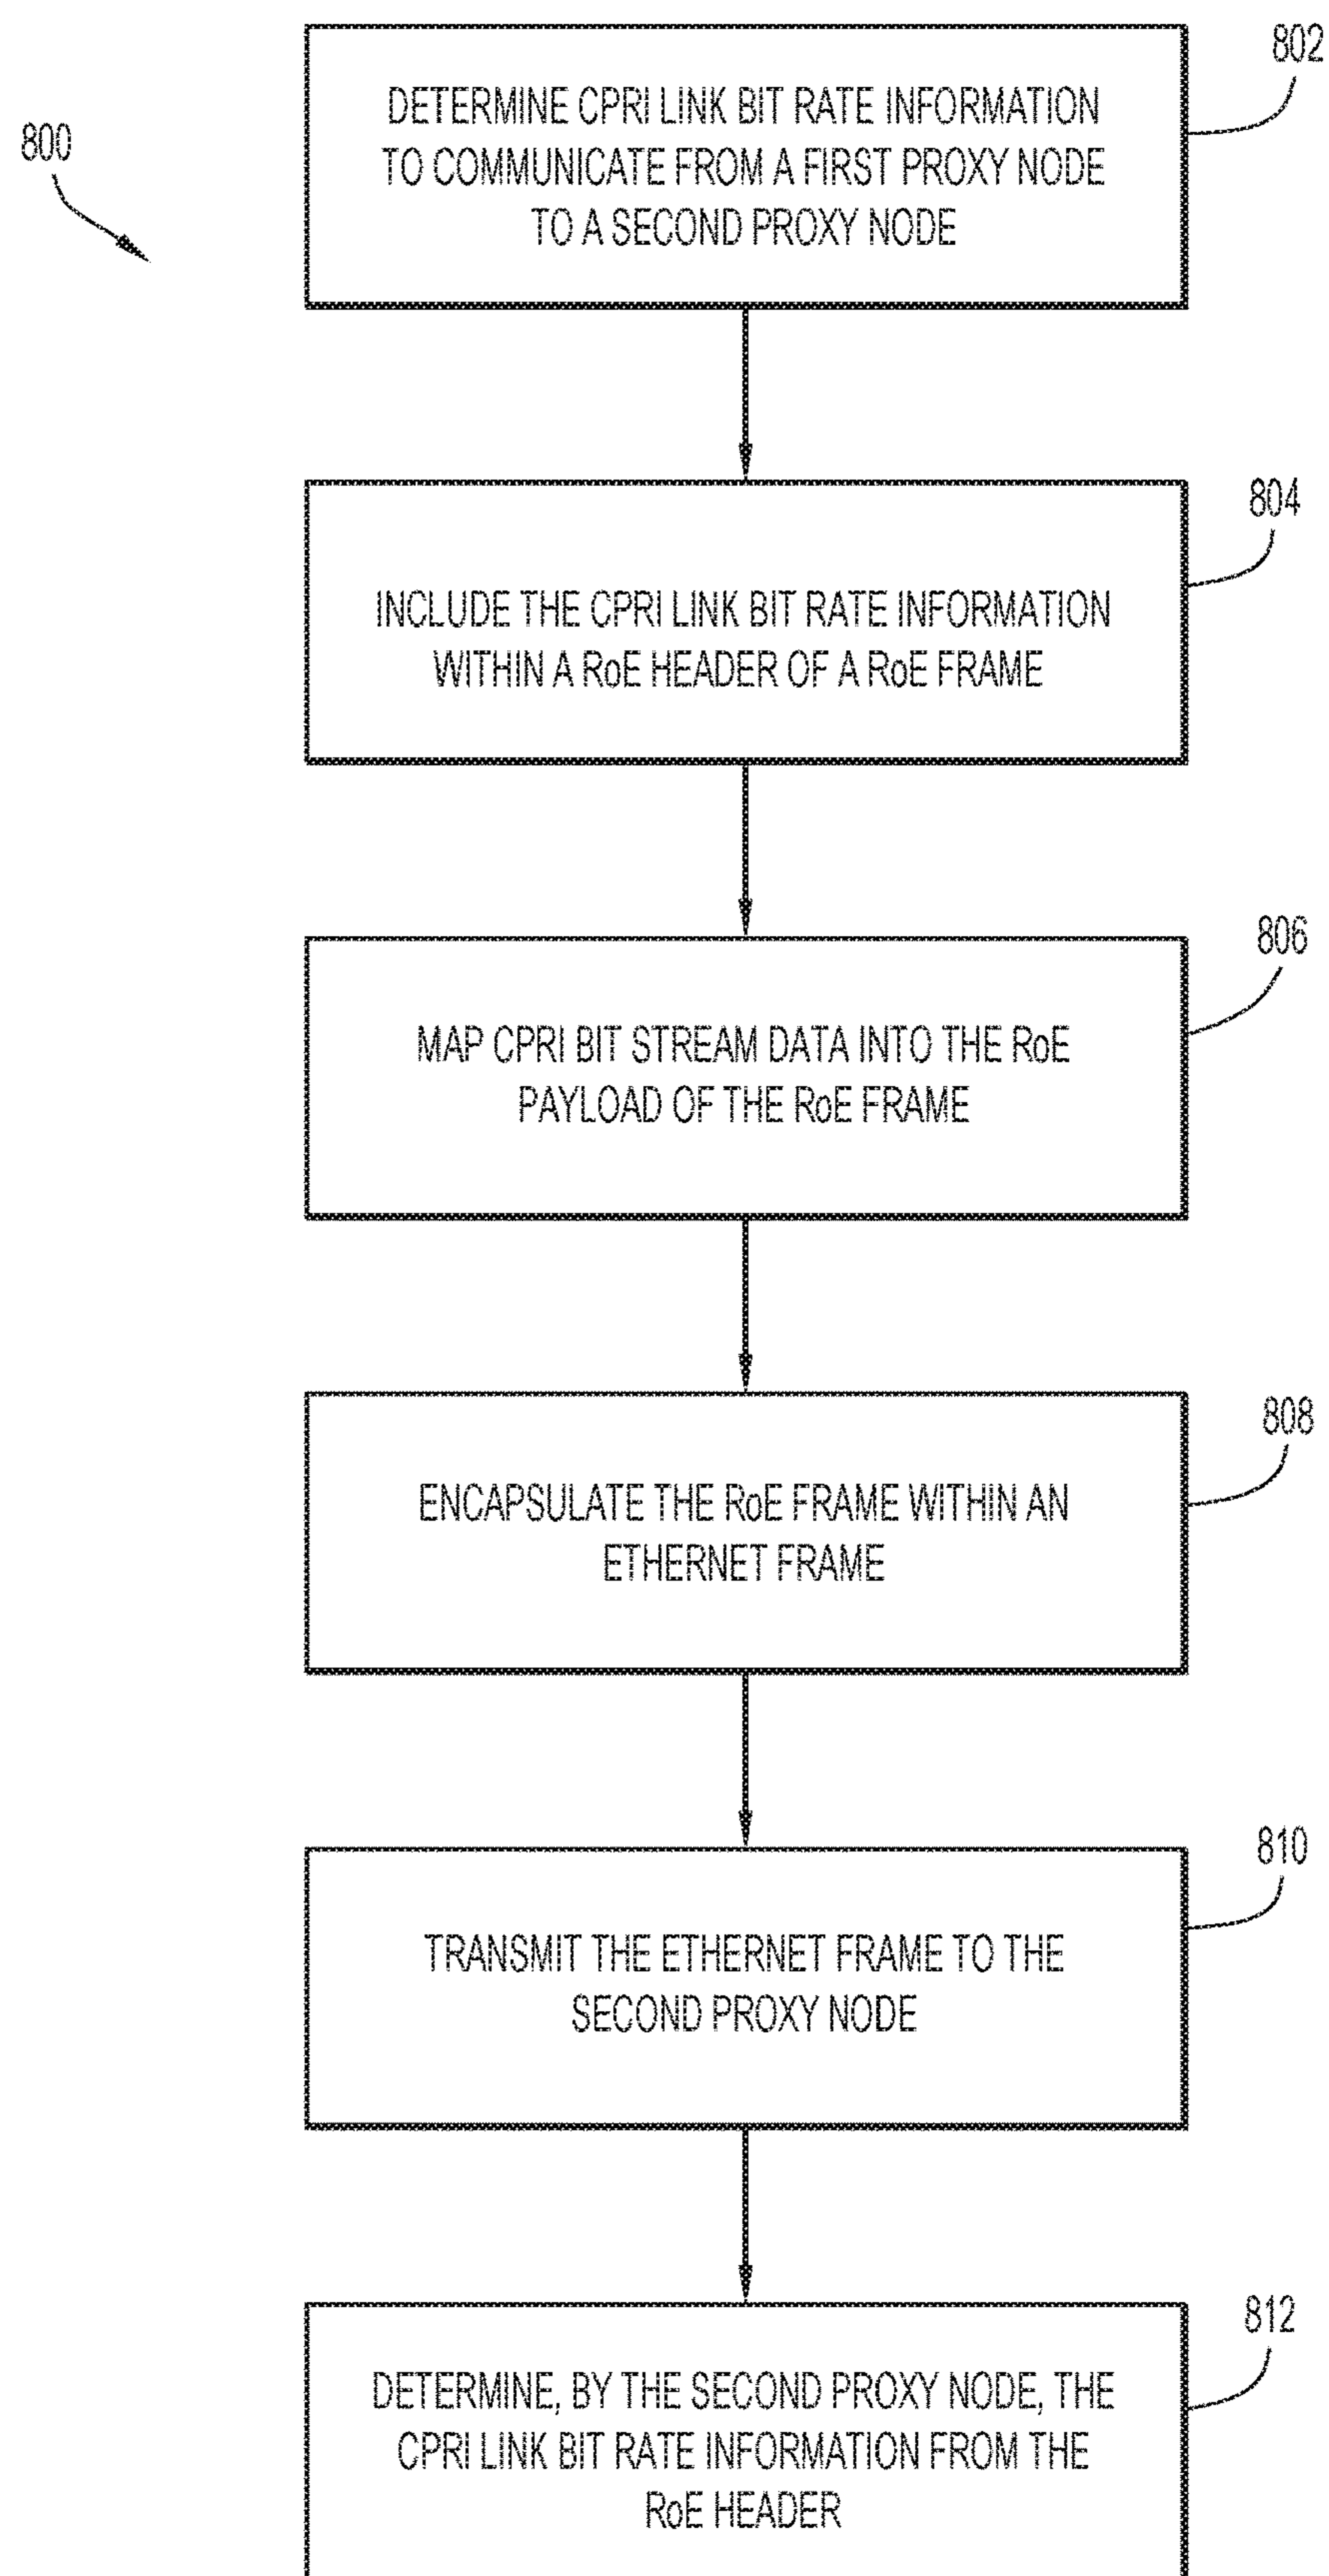 800
802
DETERMINE CPRI LINK BIT RATE INFORMATION
TO COMMUNICATE FROM A FIRST PROXY NODE
TO A SECOND PROXY NODE
804
INCLUDE THE CPRI LINK BIT RATE INFORMATION
WITHIN A RoE HEADER OF A RoE FRAME
806
MAP CPRI BIT STREAM DATA INTO THE RoE
PAYLOAD OF THE RoE FRAME
808
ENCAPSULATE THE RoE FRAME WITHIN AN
ETHERNET FRAME
810
TRANSMIT THE ETHERNET FRAME TO THE
SECOND PROXY NODE
812
DETERMINE, BY THE SECOND PROXY NODE, THE
CPRI LINK BIT RATE INFORMATION FROM THE
RoE HEADER